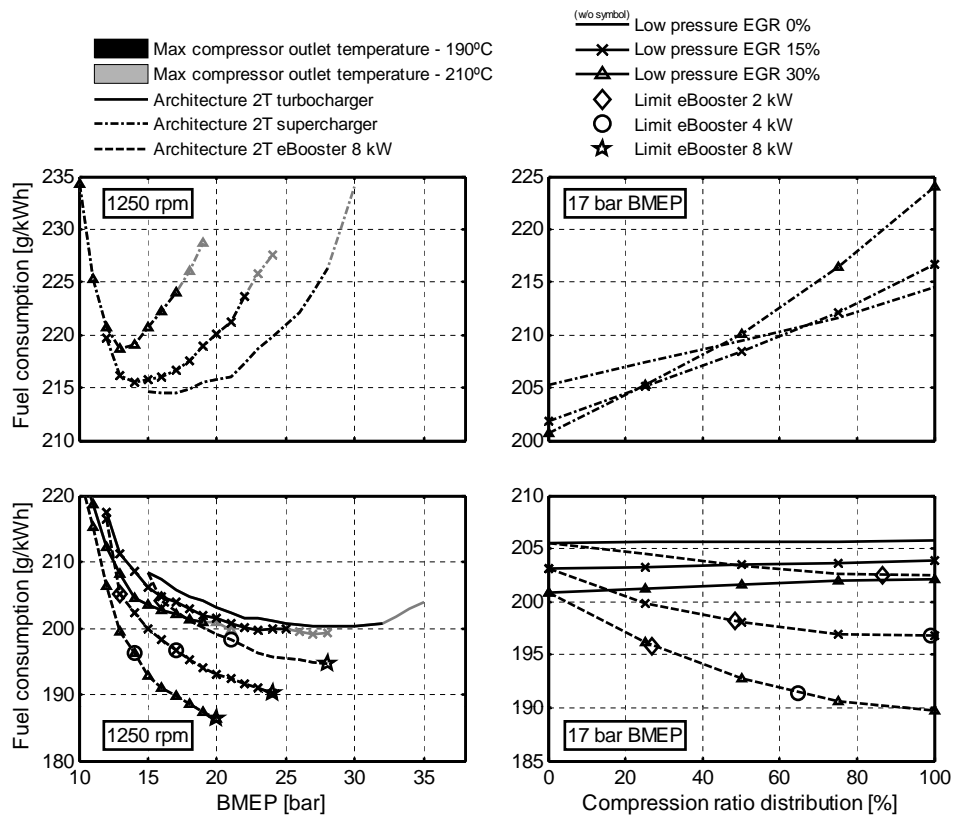 Max compressor outlet temperature - 190ºC
Max compressor outlet temperature - 210ºC
Architecture 2T turbocharger
Architecture 2T supercharger
Architecture 2T eBooster 8 kW
(w/o symbol)
Low pressure EGR 0%
Low pressure EGR 15%
Low pressure EGR 30%
Limit eBooster 2 kW
Limit eBooster 4 kW
Limit eBooster 8 kW
Fuel consumption [g/kWh]
235
230
225
220
215
210
1250 rpm
225
220
215
210
205
200
17 bar BMEP
Fuel consumption [g/kWh]
220
210
200
190
180
1250 rpm
10 15 20 25 30 35
BMEP [bar]
210
205
200
195
190
185
17 bar BMEP
0 20 40 60 80 100
Compression ratio distribution [%]